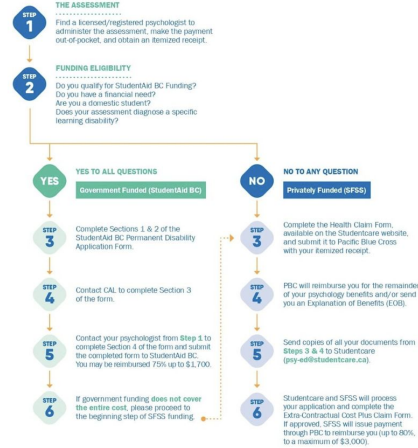 THE ASSESSMENT
STEP
1
Find a licensed/registered psychologist to
administer the assessment, make the payment
out-of-pocket, and obtain an itemized receipt.
FUNDING ELIGIBILITY
STEP
2
Do you qualify for StudentAid BC Funding?
Do you have a financial need?
Are you a domestic student?
Does your assessment diagnose a specific
learning disability?
YES
YES TO ALL QUESTIONS
Government Funded (StudentAid BC)
STEP
3
Complete Sections 1 & 2 of the
StudentAid BC Permanent Disability
Application Form.
STEP
4
Contact CAL to complete Section 3
of the form.
STEP
5
Contact your psychologist from Step 1 to
complete Section 4 of the form and submit
the completed form to StudentAid BC.
You may be reimbursed 75% up to $1,700.
STEP
6
If government funding does not cover
the entire cost, please proceed to
the beginning step of SFSS funding.
NO
NO TO ANY QUESTION
Privately Funded (SFSS)
STEP
3
Complete the Health Claim Form,
available on the Studentcare website,
and submit it to Pacific Blue Cross
with your itemized receipt.
STEP
4
PBC will reimburse you for the remainder
of your psychology benefits and/or send
you an Explanation of Benefits (EOB).
STEP
5
Send copies of all your documents from
Steps 3 & 4 to Studentcare
(psy-ed@studentcare.ca).
STEP
6
Studentcare and SFSS will process
your application and complete the
Extra-Contractual Cost Plus Claim Form.
If approved, SFSS will issue payment
through PBC to reimburse you (up to 80%,
to a maximum of $3,000).